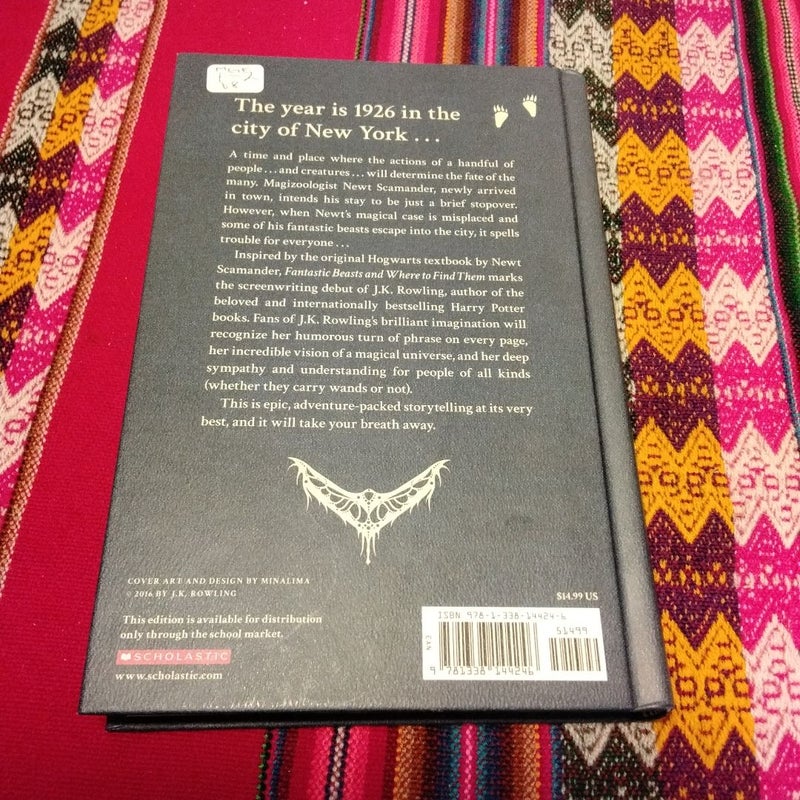 The year is 1926 in the
city of New York . . .
A time and place where the actions of a handful of
people . . . and creatures . . . will determine the fate of the
many. Magizoologist Newt Scamander, newly arrived
in town, intends his stay to be just a brief stopover.
However, when Newt's magical case is misplaced and
some of his fantastic beasts escape into the city, it spells
trouble for everyone . . .
Inspired by the original Hogwarts textbook by Newt
Scamander, Fantastic Beasts and Where to Find Them marks
the screenwriting debut of J.K. Rowling, author of the
beloved and internationally bestselling Harry Potter
books. Fans of J.K. Rowling's brilliant imagination will
recognize her humorous turn of phrase on every page,
her incredible vision of a magical universe, and her deep
sympathy and understanding for people of all kinds
(whether they carry wands or not).
This is epic, adventure-packed storytelling at its very
best, and it will take your breath away.
COVER ART AND DESIGN BY MINALIMA
© 2016 BY J.K. ROWLING
$14.99 US
This edition is available for distribution
only through the school market.
SCHOLASTIC
www.scholastic.com
ISBN 978-1-338-14424-6
51499
EAN
9 781338 144246